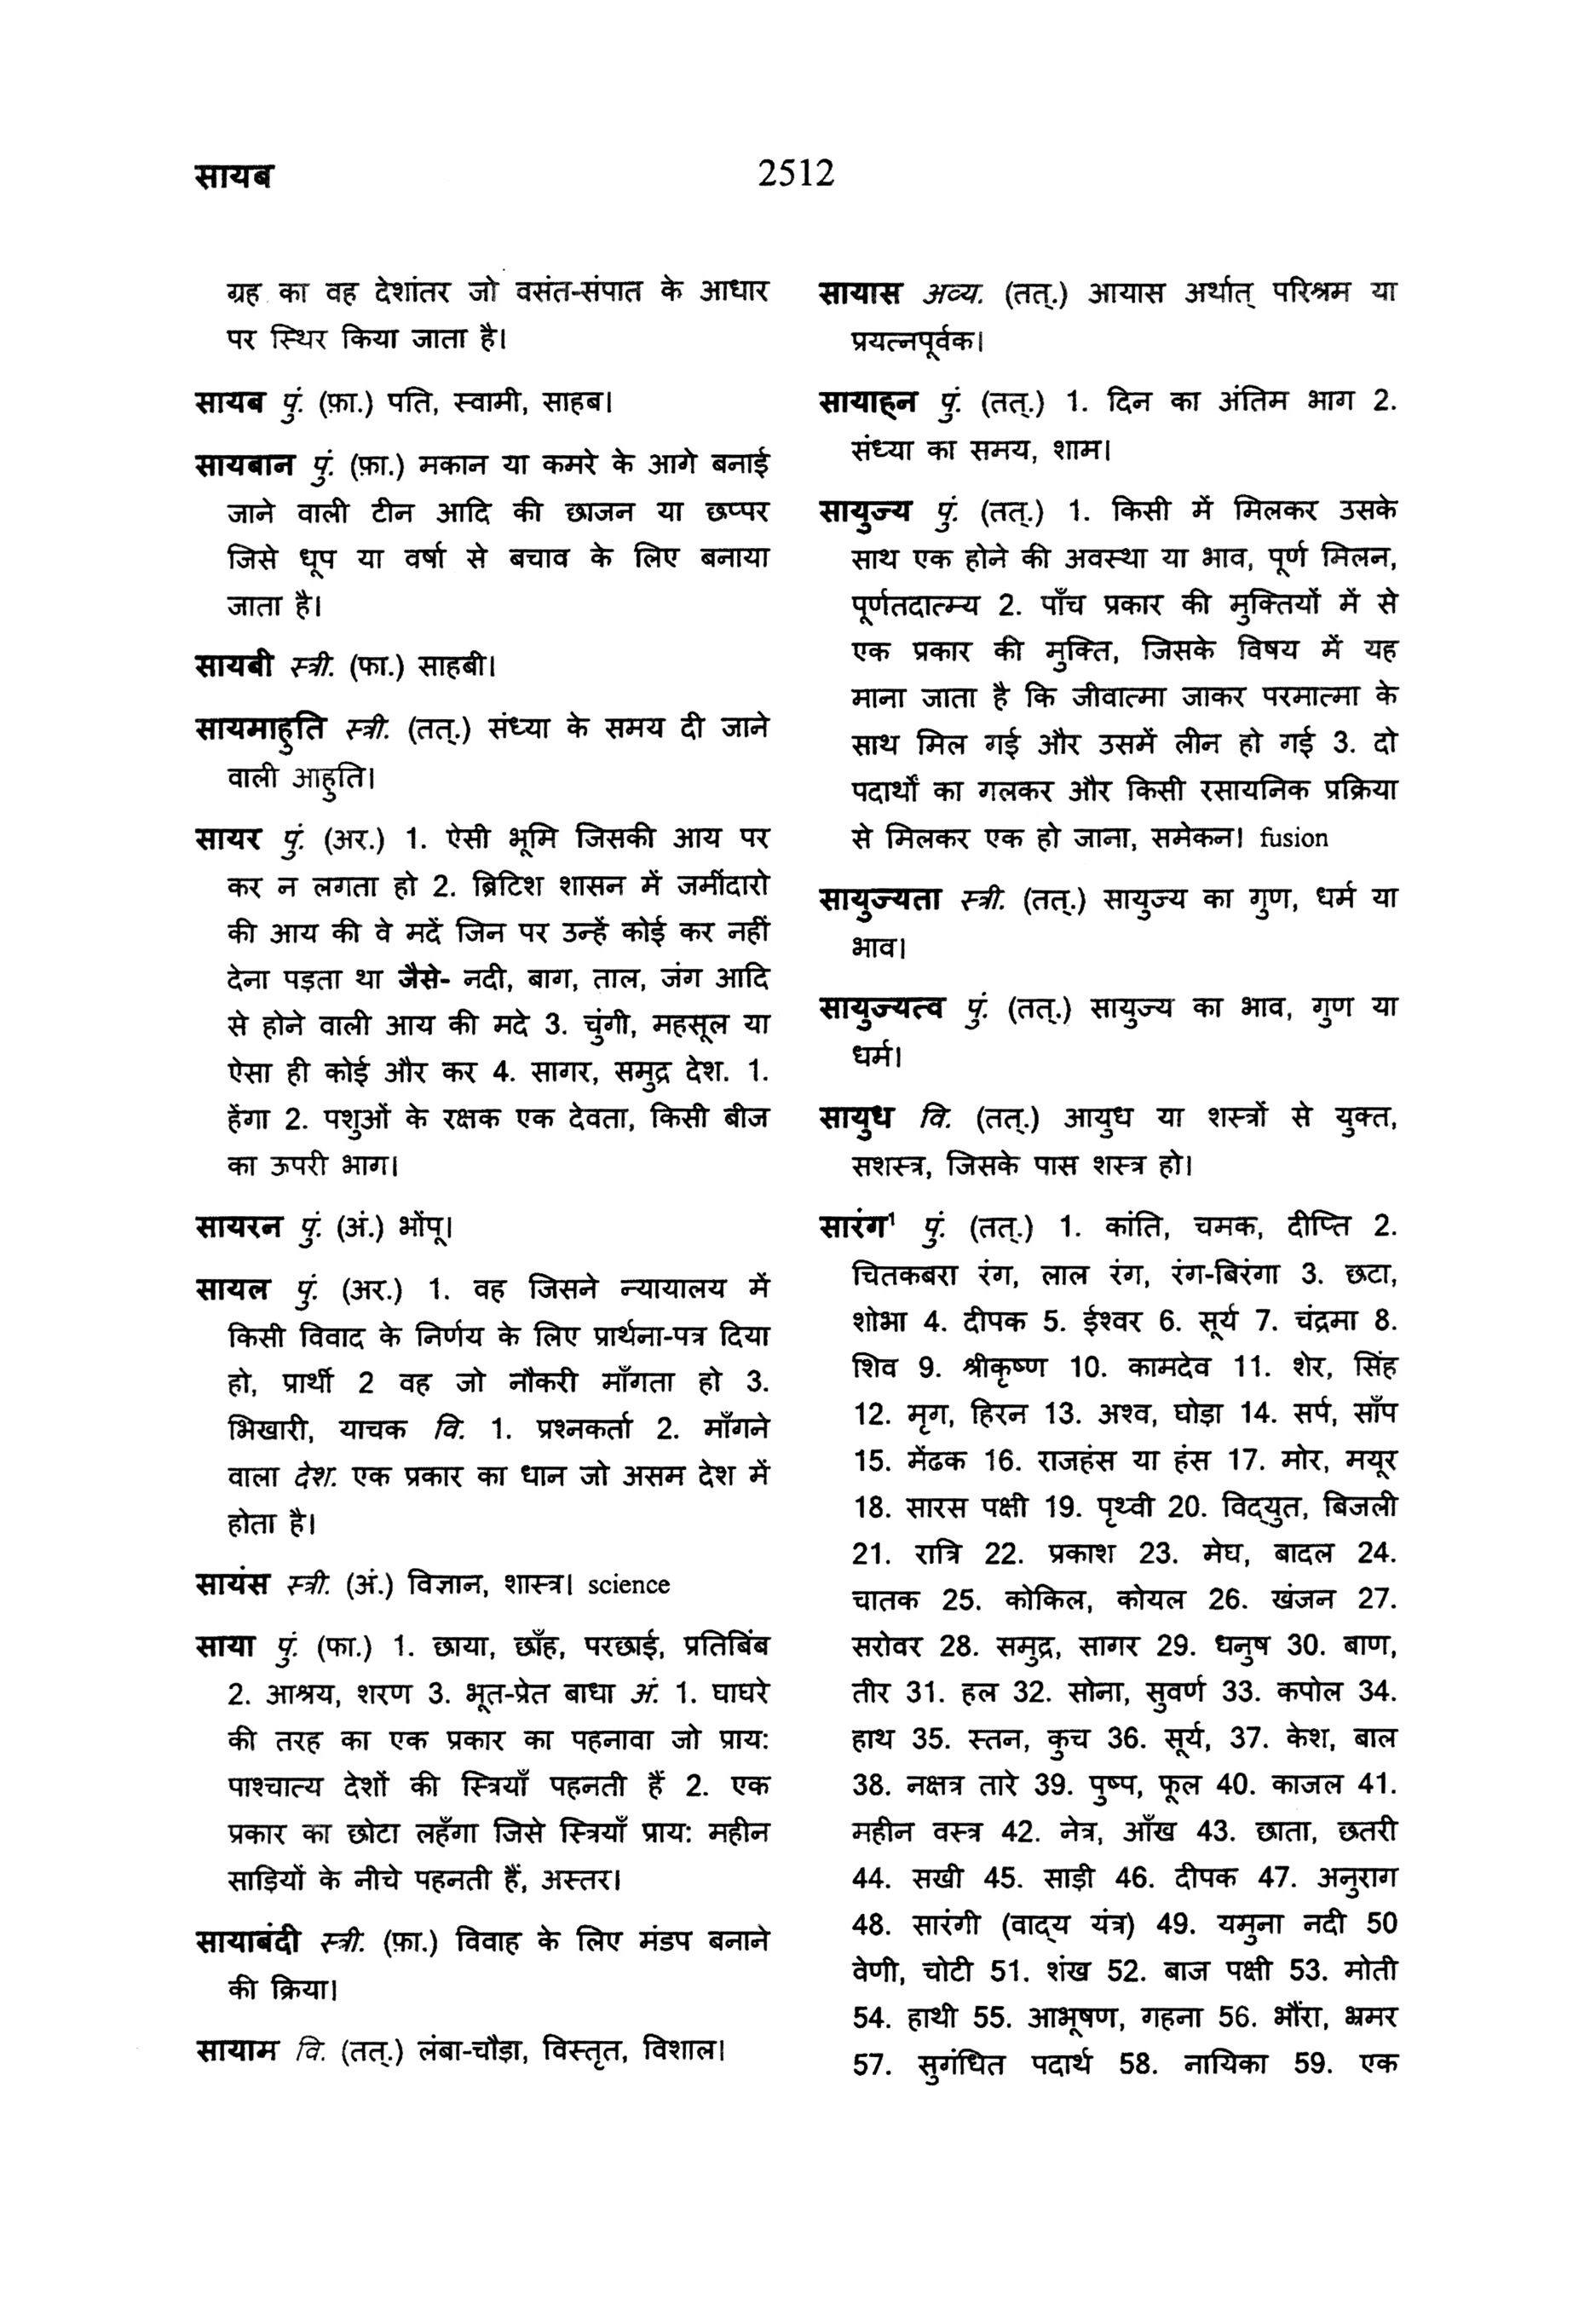 सायब
2512
ग्रह का वह देशांतर जो वसंत-संपात के आधार
पर स्थिर किया जाता है।
सायब पुं. (फ़ा.) पति, स्वामी, साहब।
सायबान पुं. (फ़ा.) मकान या कमरे के आगे बनाई
जाने वाली टीन आदि की छाजन या छप्पर
जिसे धूप या वर्षा से बचाव के लिए बनाया
जाता है।
सायबी स्त्री. (फा.) साहबी।
सायमाहुति स्त्री. (तत्.) संध्या के समय दी जाने
वाली आहुति।
सायर पुं. (अर.) 1. ऐसी भूमि जिसकी आय पर
कर न लगता हो 2. ब्रिटिश शासन में जमींदारो
की आय की वे मदें जिन पर उन्हें कोई कर नहीं
देना पड़ता था जैसे- नदी, बाग, ताल, जंग आदि
से होने वाली आय की मदे 3. चुंगी, महसूल या
ऐसा ही कोई और कर 4. सागर, समुद्र देश. 1.
हेंगा 2. पशुओं के रक्षक एक देवता, किसी बीज
का ऊपरी भाग।
सायरन पुं. (अं.) भोंपू।
सायल पुं. (अर.) 1. वह जिसने न्यायालय में
किसी विवाद के निर्णय के लिए प्रार्थना-पत्र दिया
हो, प्रार्थी 2 वह जो नौकरी माँगता हो 3.
भिखारी, याचक वि. 1. प्रश्नकर्ता 2. माँगने
वाला देश. एक प्रकार का धान जो असम देश में
होता है।
सायंस स्त्री. (अं.) विज्ञान, शास्त्र। science
साया पुं. (फा.) 1. छाया, छाँह, परछाई, प्रतिबिंब
2. आश्रय, शरण 3. भूत-प्रेत बाधा अं. 1. घाघरे
की तरह का एक प्रकार का पहनावा जो प्राय:
पाश्चात्य देशों की स्त्रियाँ पहनती हैं 2. एक
प्रकार का छोटा लहँगा जिसे स्त्रियाँ प्राय: महीन
साड़ियों के नीचे पहनती हैं, अस्तर।
सायाबंदी स्त्री. (फ़ा.) विवाह के लिए मंडप बनाने
की क्रिया।
सायाम वि. (तत्.) लंबा-चौड़ा, विस्तृत, विशाल।
सायास अव्य. (तत्.) आयास अर्थात् परिश्रम या
प्रयत्नपूर्वक।
सायाह्न पुं. (तत्.) 1. दिन का अंतिम भाग 2.
संध्या का समय, शाम।
सायुज्य पुं. (तत्.) 1. किसी में मिलकर उसके
साथ एक होने की अवस्था या भाव, पूर्ण मिलन,
पूर्णतदात्म्य 2. पाँच प्रकार की मुक्तियों में से
एक प्रकार की मुक्ति, जिसके विषय में यह
माना जाता है कि जीवात्मा जाकर परमात्मा के
साथ मिल गई और उसमें लीन हो गई 3. दो
पदार्थों का गलकर और किसी रसायनिक प्रक्रिया
से मिलकर एक हो जाना, समेकन। fusion
सायुज्यता स्त्री. (तत्.) सायुज्य का गुण, धर्म या
भाव।
सायुज्यत्व पुं. (तत्.) सायुज्य का भाव, गुण या
धर्म।
सायुध वि. (तत्.) आयुध या शस्त्रों से युक्त,
सशस्त्र, जिसके पास शस्त्र हो।
सारंग¹ पुं. (तत्.) 1. कांति, चमक, दीप्ति 2.
चितकबरा रंग, लाल रंग, रंग-बिरंगा 3. छटा,
शोभा 4. दीपक 5. ईश्वर 6. सूर्य 7. चंद्रमा 8.
शिव 9. श्रीकृष्ण 10. कामदेव 11. शेर, सिंह
12. मृग, हिरन 13. अश्व, घोड़ा 14. सर्प, साँप
15. मेंढक 16. राजहंस या हंस 17. मोर, मयूर
18. सारस पक्षी 19. पृथ्वी 20. विद्युत, बिजली
21. रात्रि 22. प्रकाश 23. मेघ, बादल 24.
चातक 25. कोकिल, कोयल 26. खंजन 27.
सरोवर 28. समुद्र, सागर 29. धनुष 30. बाण,
तीर 31. हल 32. सोना, सुवर्ण 33. कपोल 34.
हाथ 35. स्तन, कुच 36. सूर्य, 37. केश, बाल
38. नक्षत्र तारे 39. पुष्प, फूल 40. काजल 41.
महीन वस्त्र 42. नेत्र, आँख 43. छाता, छतरी
44. सखी 45. साड़ी 46. दीपक 47. अनुराग
48. सारंगी (वाद्य यंत्र) 49. यमुना नदी 50
वेणी, चोटी 51. शंख 52. बाज पक्षी 53. मोती
54. हाथी 55. आभूषण, गहना 56. भौंरा, भ्रमर
57. सुगंधित पदार्थ 58. नायिका 59. एक